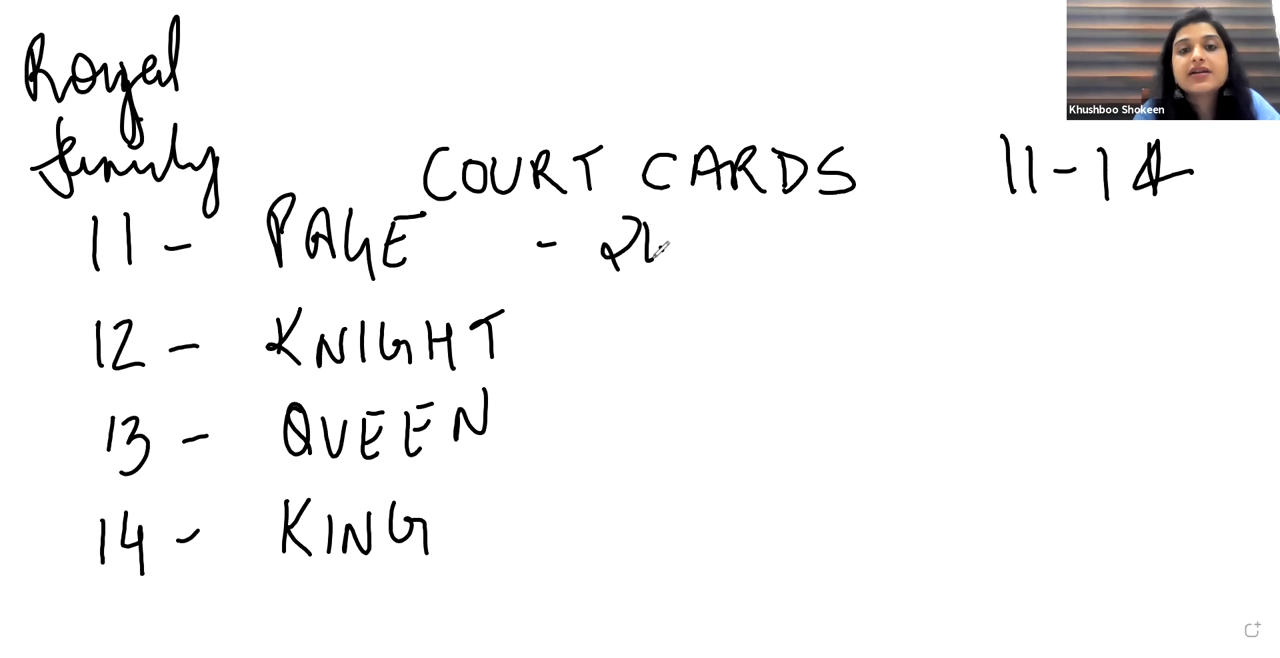 Royal
Family
COURT CARDS 11-14
11 - PAGE -
12 - KNIGHT
13 - QUEEN
14 - KING
Khushboo Shokeen